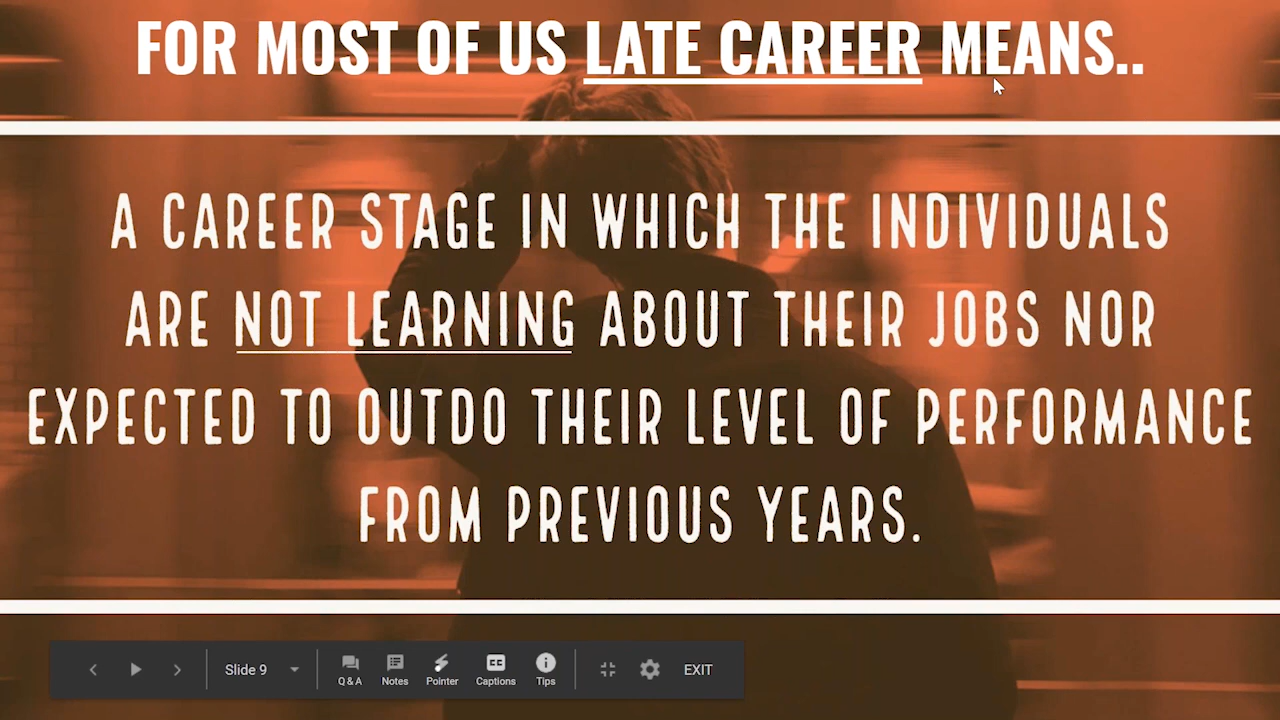 FOR MOST OF US LATE CAREER MEANS..
A CAREER STAGE IN WHICH THE INDIVIDUALS
ARE NOT LEARNING ABOUT THEIR JOBS NOR
EXPECTED TO OUTDO THEIR LEVEL OF PERFORMANCE
FROM PREVIOUS YEARS.
Slide 9
Q & A
Notes
Pointer
CC
Captions
Tips
EXIT